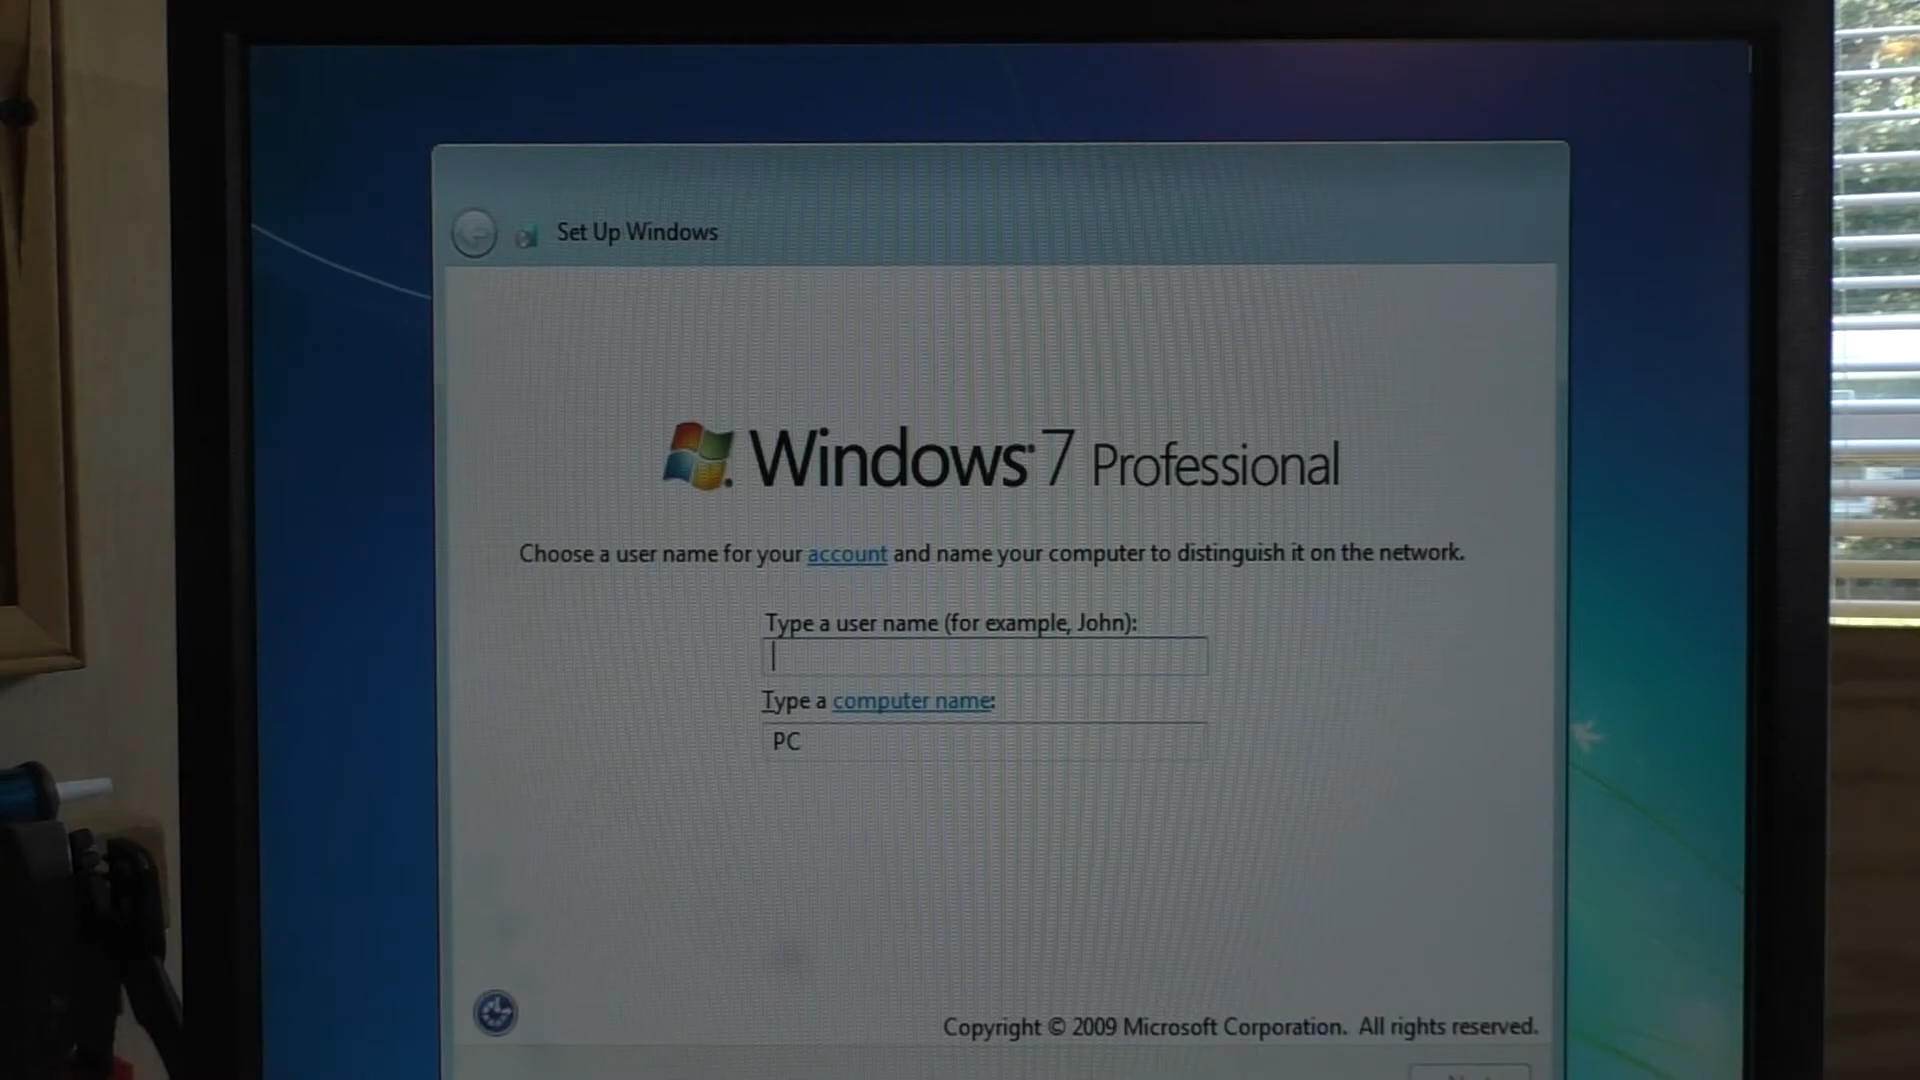 Set Up Windows
Windows 7 Professional
Choose a user name for your account and name your computer to distinguish it on the network.
Type a user name (for example, John):
Type a computer name:
PC
Copyright © 2009 Microsoft Corporation. All rights reserved.